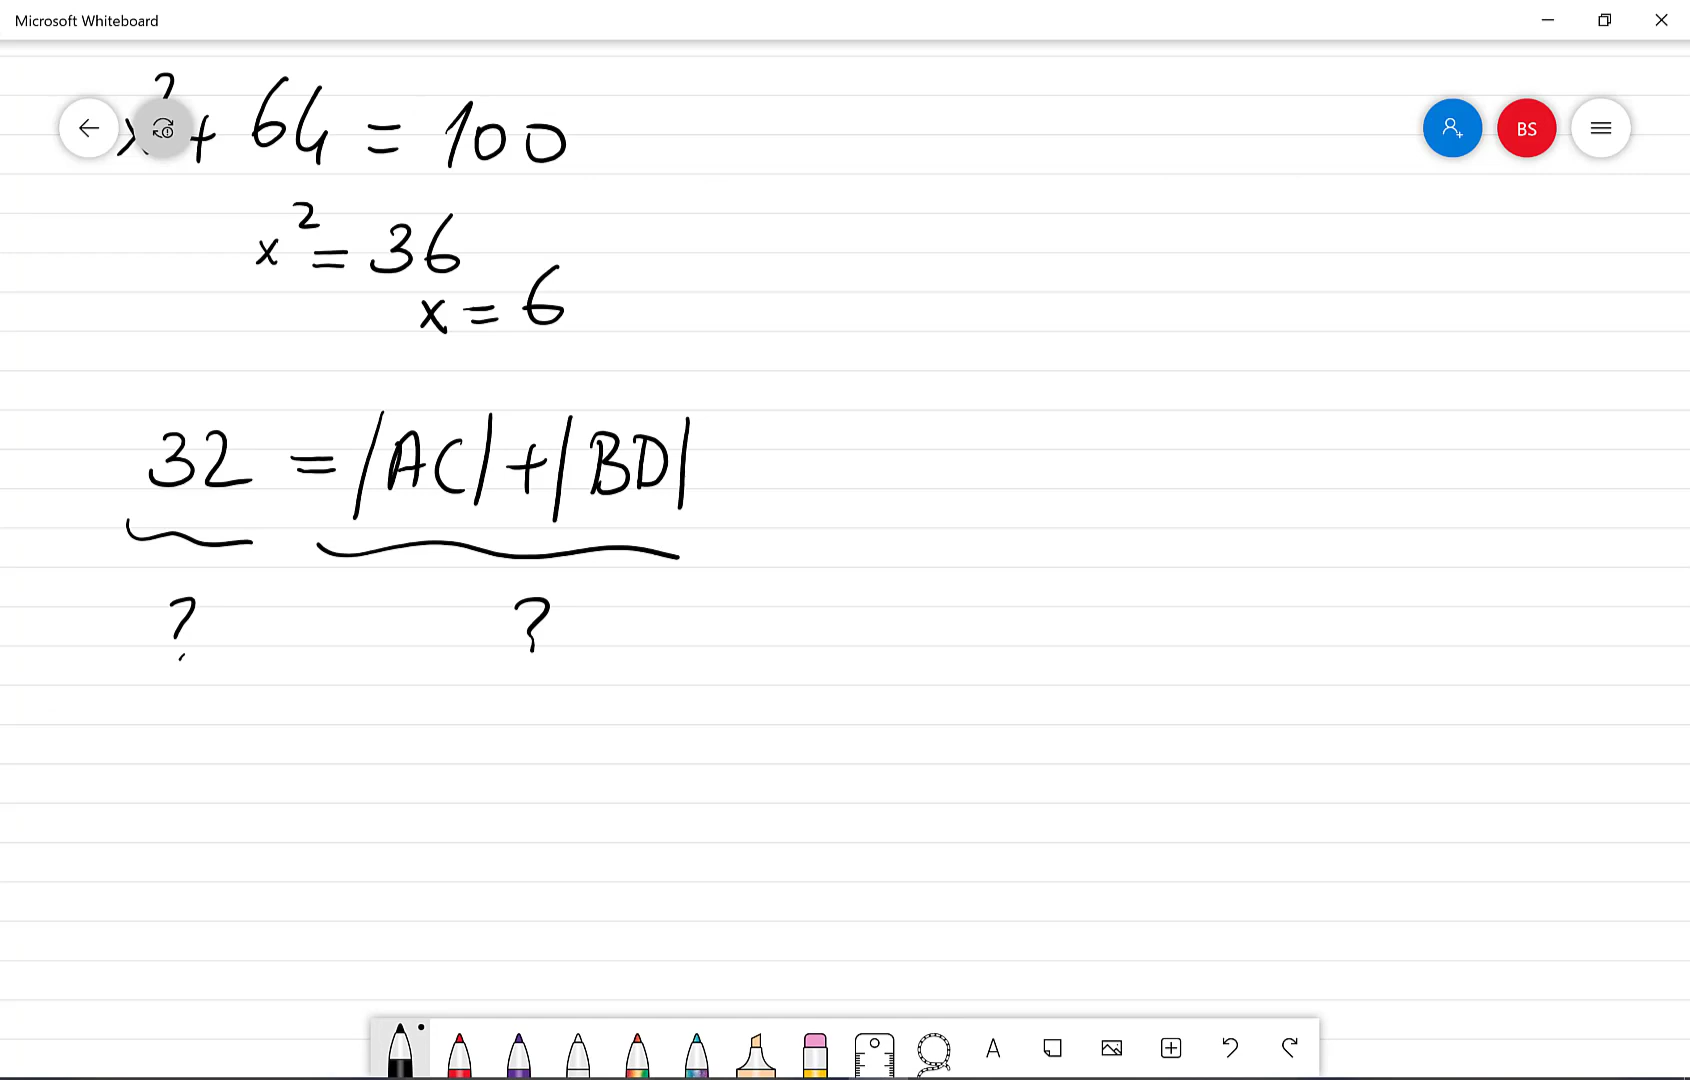 Microsoft Whiteboard
x² + 64 = 100
x² = 36
x = 6
32 = |AC| + |BD|
? ?
BS
A